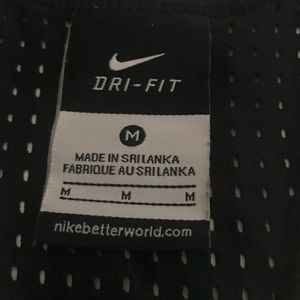 DRI-FIT
M
MADE IN SRI LANKA
FABRIQUE AU SRI LANKA
M M M
nikebetterworld.com